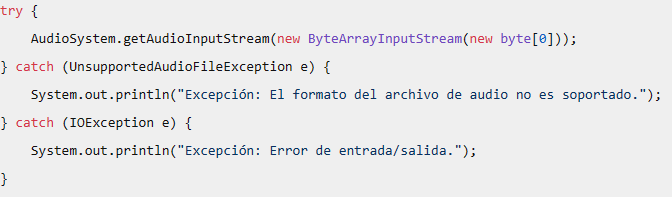 try {
    AudioSystem.getAudioInputStream(new ByteArrayInputStream(new byte[0]));
} catch (UnsupportedAudioFileException e) {
    System.out.println("Excepción: El formato del archivo de audio no es soportado.");
} catch (IOException e) {
    System.out.println("Excepción: Error de entrada/salida.");
}